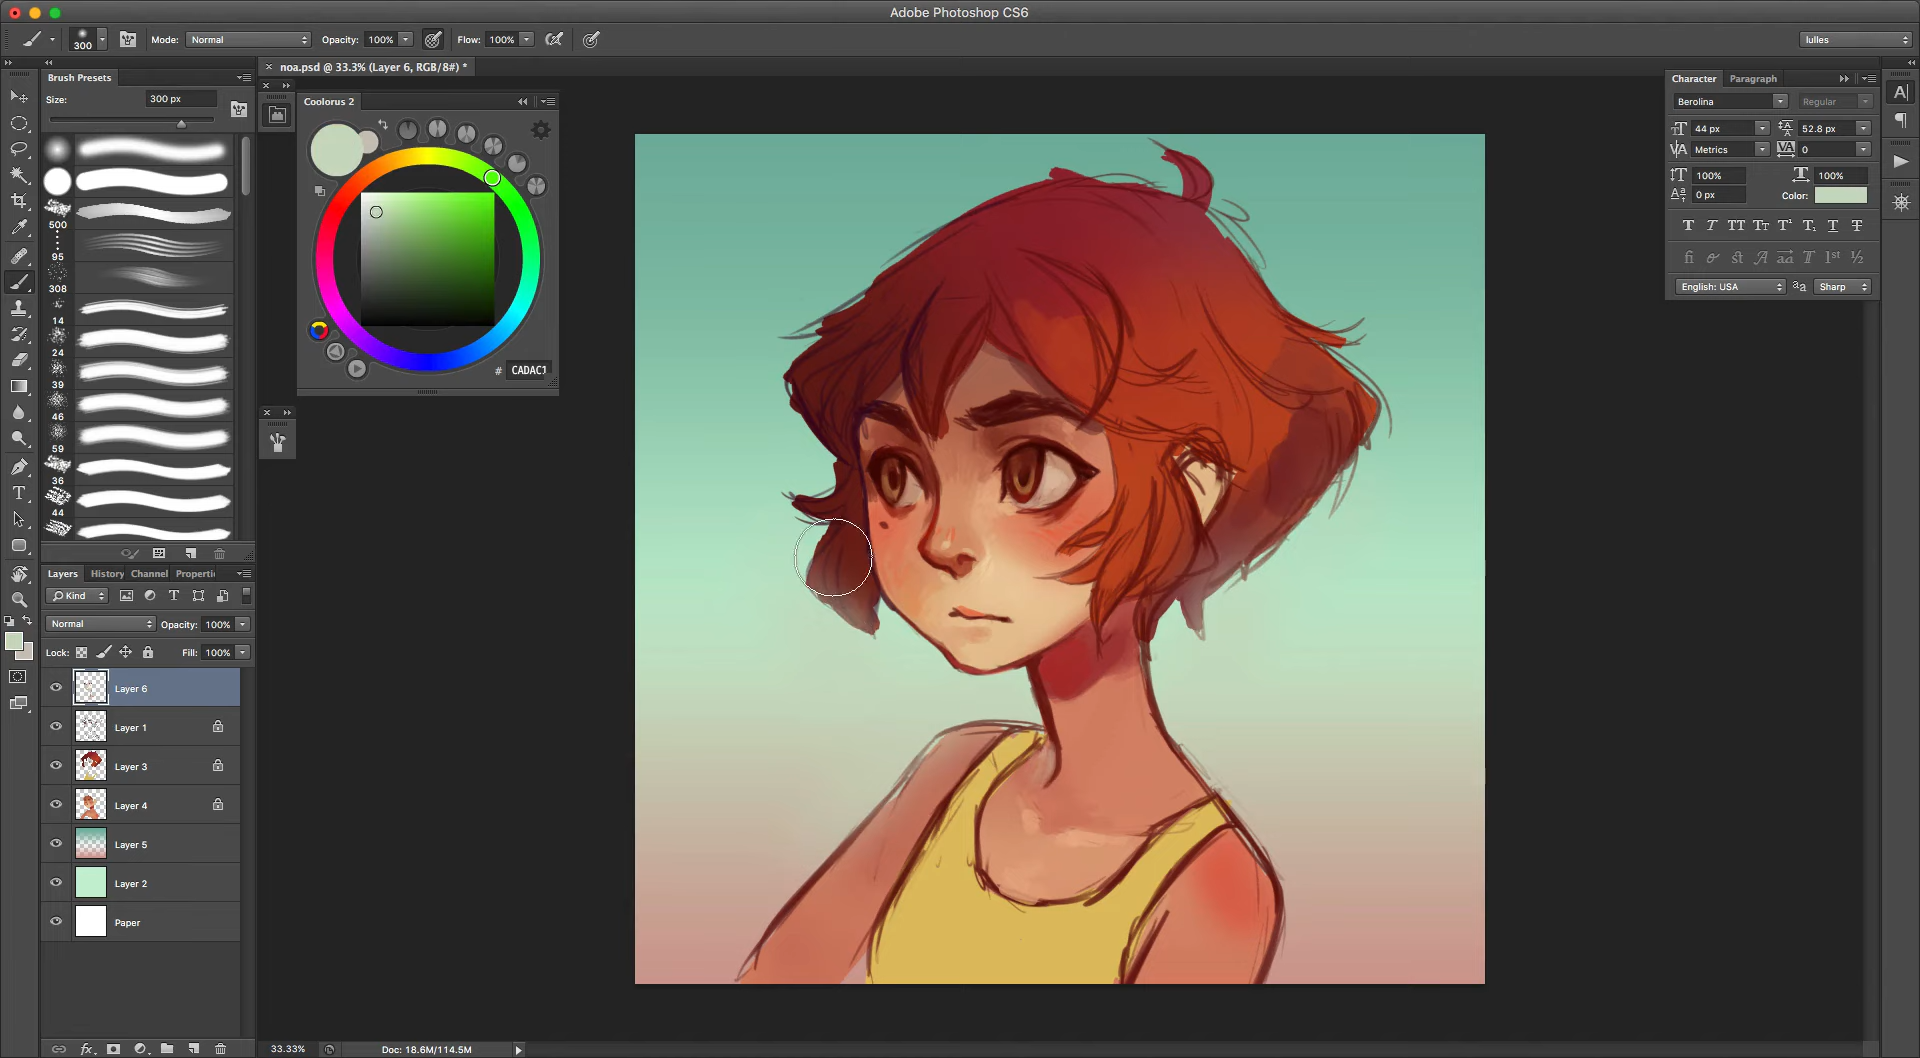 Adobe Photoshop CS6
300
Mode: Normal
Opacity: 100%
Flow: 100%
lulles
noa.psd @ 33.3% (Layer 6, RGB/8#) *
Brush Presets
Size: 300 px
500
95
308
14
24
39
46
59
36
44
Coolorus 2
# CADAC1
Character Paragraph
Berolina Regular
44 px 52.8 px
Metrics 0
100% 100%
0 px Color:
English: USA Sharp
Layers History Channel Properti
Kind
Normal Opacity: 100%
Lock: Fill: 100%
Layer 6
Layer 1
Layer 3
Layer 4
Layer 5
Layer 2
Paper
33.33% Doc: 18.6M/114.5M